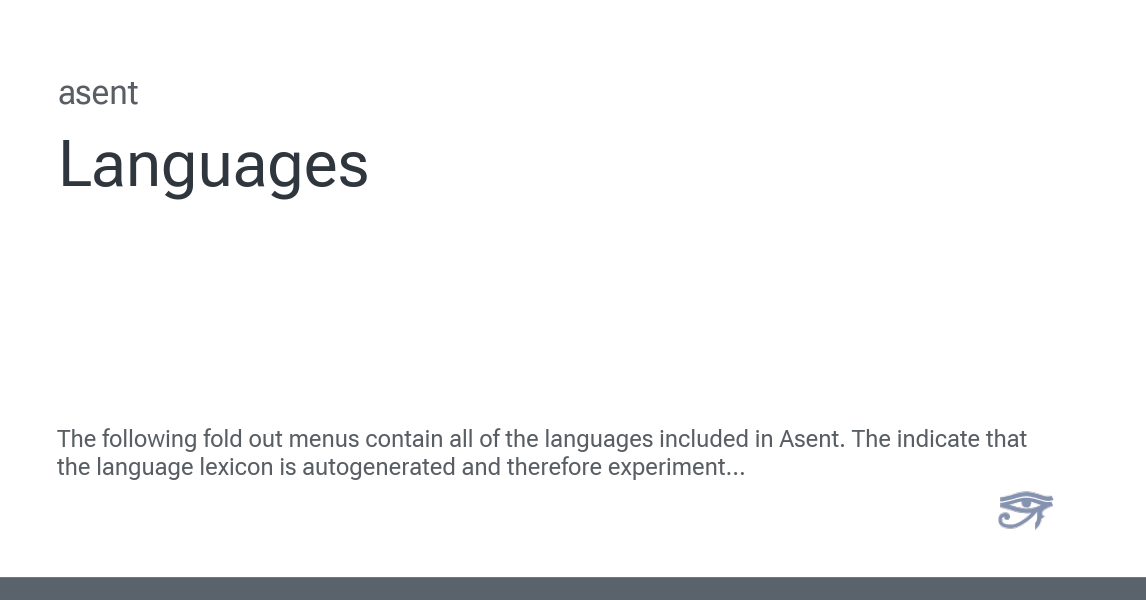 asent
Languages
The following fold out menus contain all of the languages included in Asent. The indicate that
the language lexicon is autogenerated and therefore experiment...